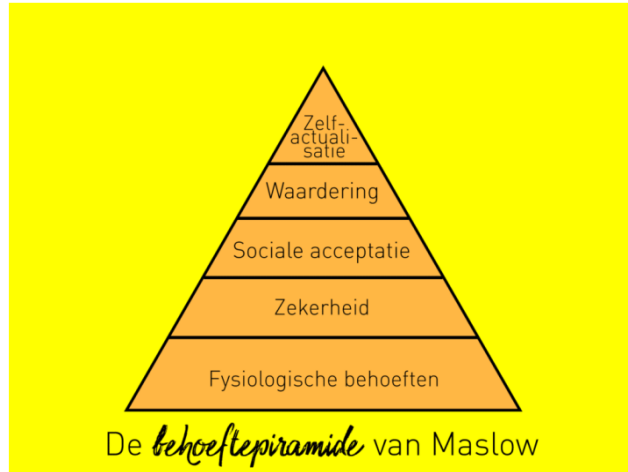 Zelf-
actuali-
satie
Waardering
Sociale acceptatie
Zekerheid
Fysiologische behoeften
De behoeftepiramide van Maslow